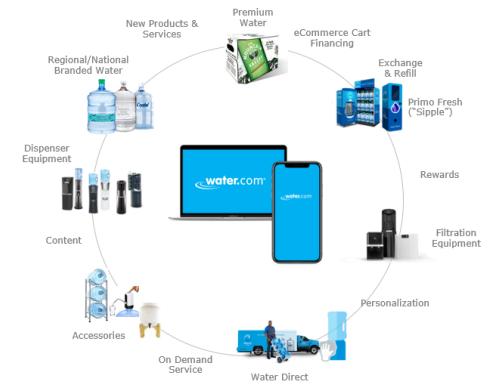 Premium
Water
New Products &
Services
eCommerce Cart
Financing
Regional/National
Branded Water
Exchange
& Refill
Primo Fresh
("Sipple")
Dispenser
Equipment
Rewards
water.com
water.com
Content
Filtration
Equipment
Personalization
Accessories
On Demand
Service
Water Direct